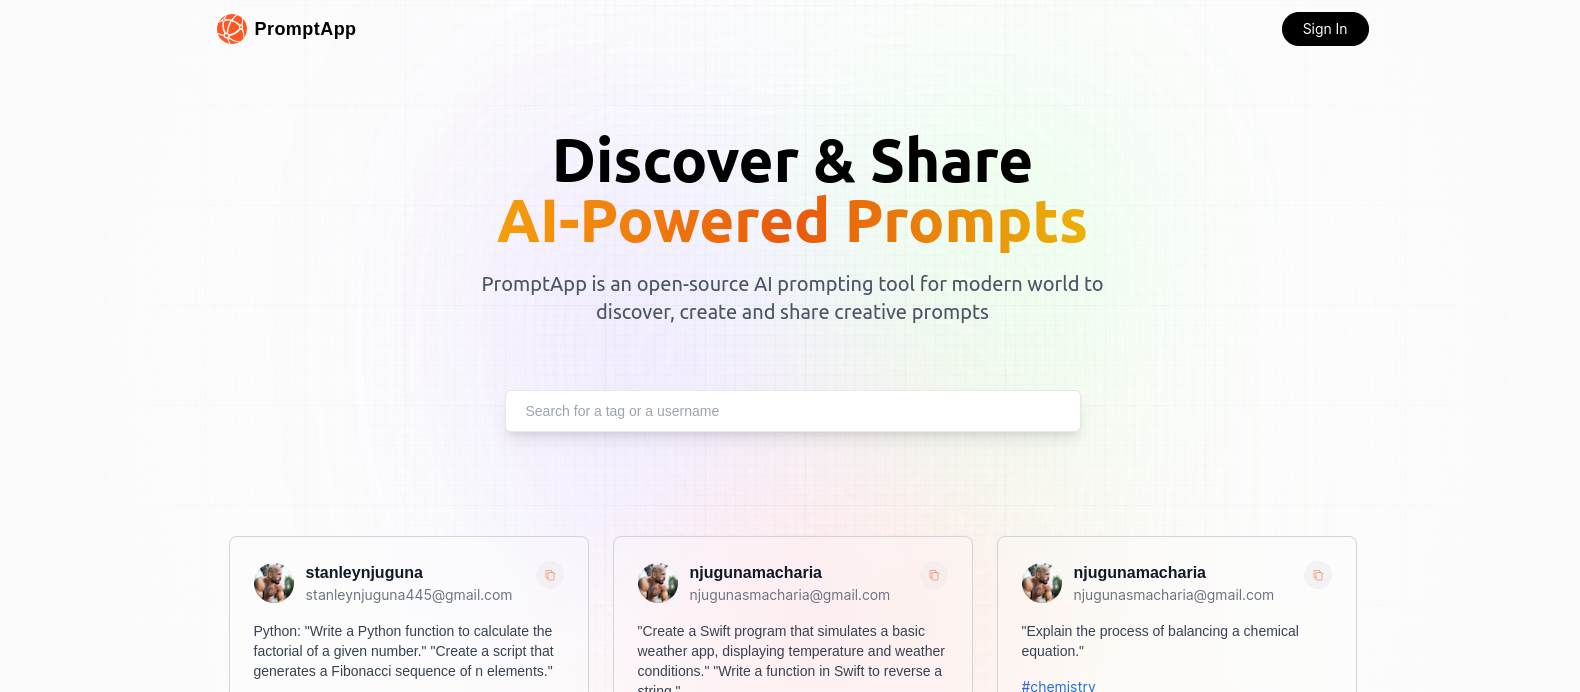 PromptApp
Sign In
Discover & Share
AI-Powered Prompts
PromptApp is an open-source AI prompting tool for modern world to
discover, create and share creative prompts
Search for a tag or a username
stanleynjuguna
stanleynjuguna445@gmail.com
Python: "Write a Python function to calculate the
factorial of a given number." "Create a script that
generates a Fibonacci sequence of n elements."
njugunamacharia
njugunasmacharia@gmail.com
"Create a Swift program that simulates a basic
weather app, displaying temperature and weather
conditions." "Write a function in Swift to reverse a
string."
njugunamacharia
njugunasmacharia@gmail.com
"Explain the process of balancing a chemical
equation."
#chemistry